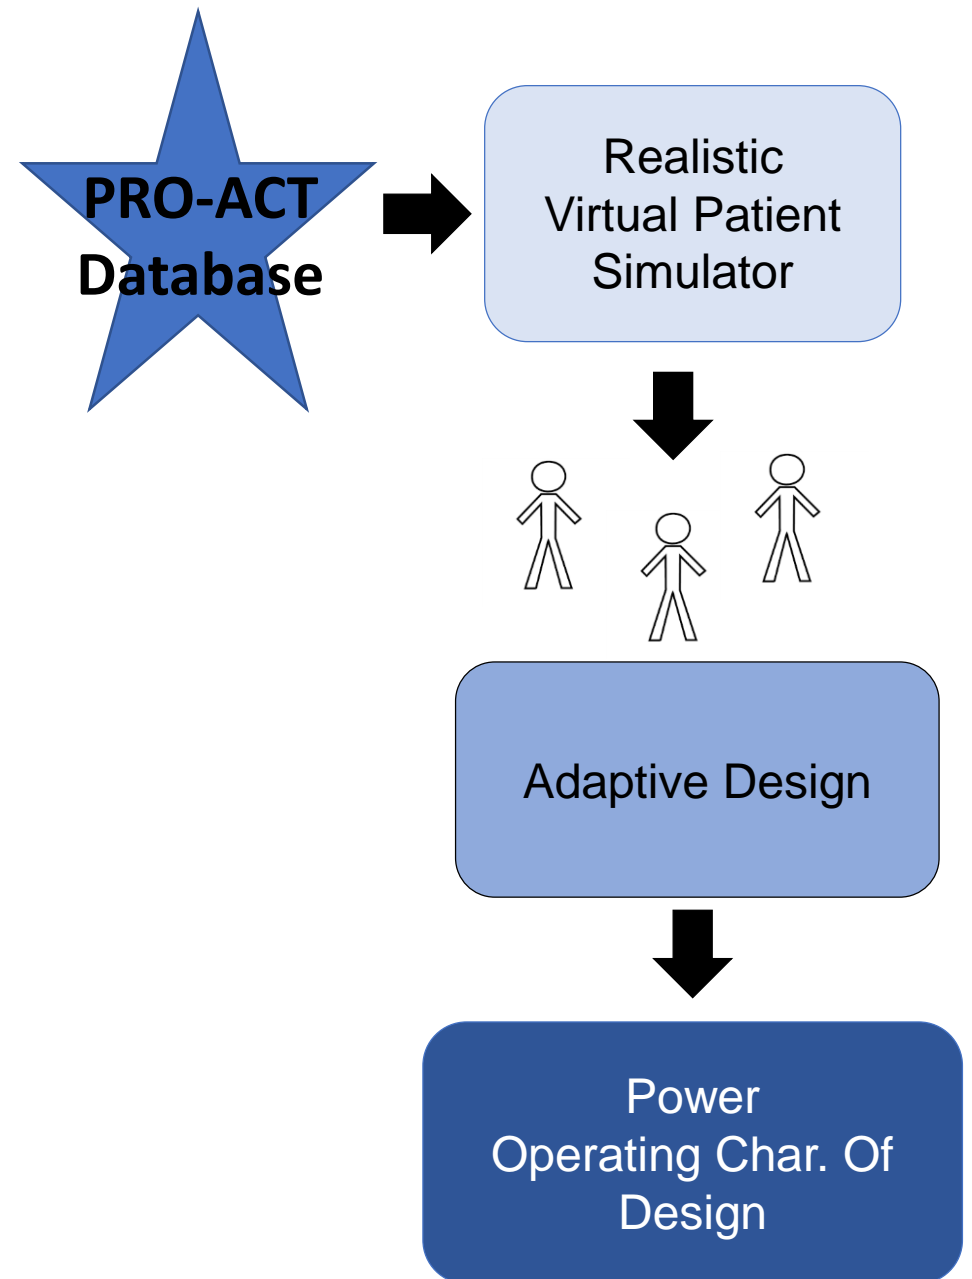 PRO-ACT
Database
Realistic
Virtual Patient
Simulator
Adaptive Design
Power
Operating Char. Of
Design